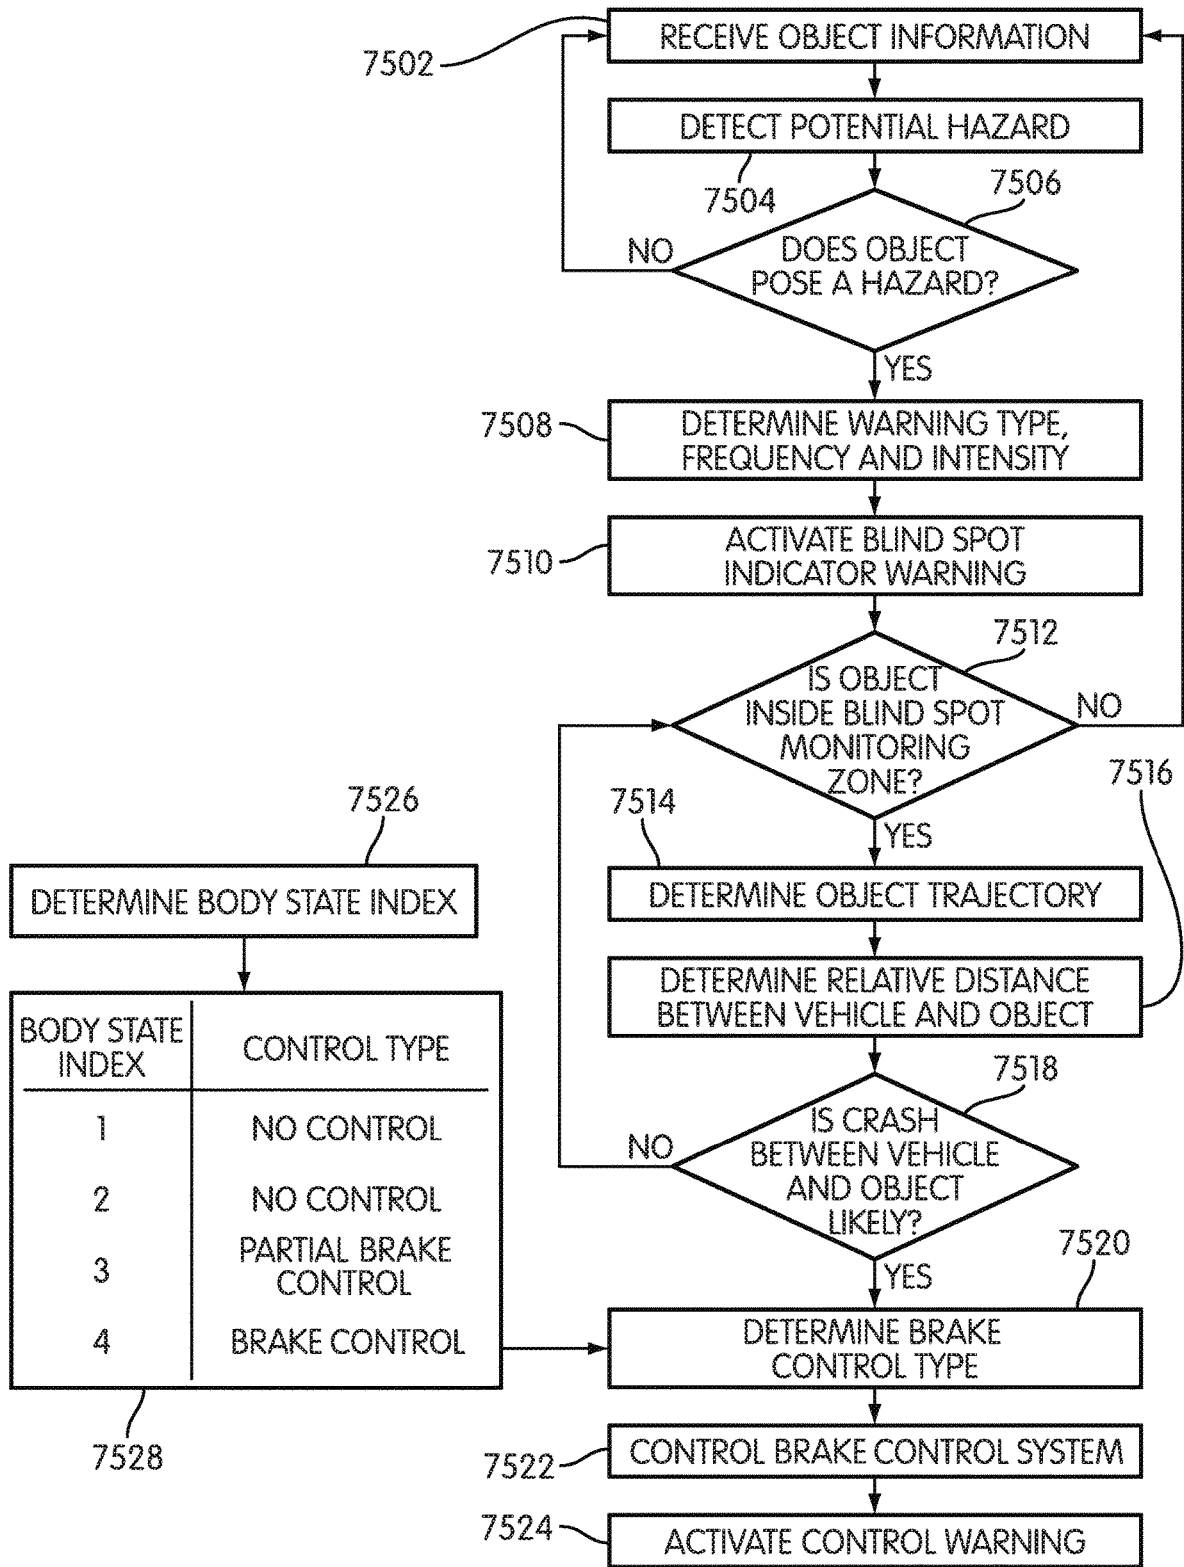 RECEIVE OBJECT INFORMATION
7502
DETECT POTENTIAL HAZARD
7504
7506
DOES OBJECT
POSE A HAZARD?
NO
YES
7508
DETERMINE WARNING TYPE,
FREQUENCY AND INTENSITY
7510
ACTIVATE BLIND SPOT
INDICATOR WARNING
7512
IS OBJECT
INSIDE BLIND SPOT
MONITORING
ZONE?
NO
YES
7514
7516
DETERMINE OBJECT TRAJECTORY
DETERMINE RELATIVE DISTANCE
BETWEEN VEHICLE AND OBJECT
7518
IS CRASH
BETWEEN VEHICLE
AND OBJECT
LIKELY?
NO
YES
7526
DETERMINE BODY STATE INDEX
BODY STATE
INDEX
CONTROL TYPE
1
NO CONTROL
2
NO CONTROL
3
PARTIAL BRAKE
CONTROL
4
BRAKE CONTROL
7528
7520
DETERMINE BRAKE
CONTROL TYPE
7522
CONTROL BRAKE CONTROL SYSTEM
7524
ACTIVATE CONTROL WARNING